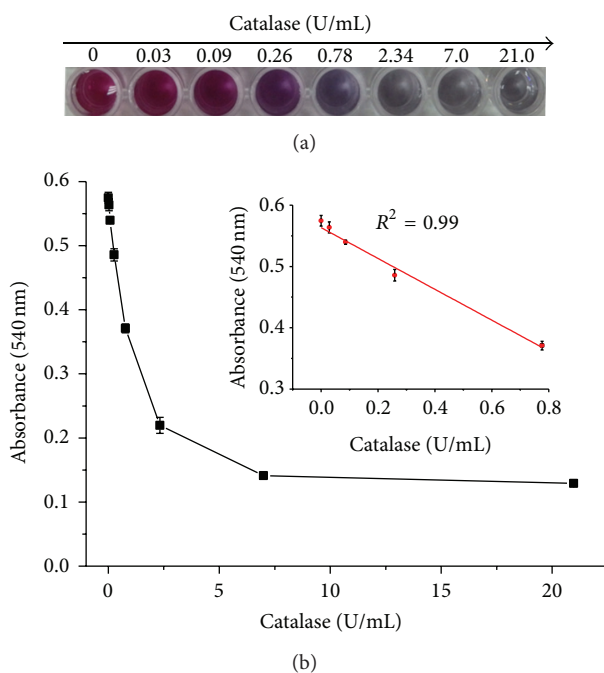 Catalase (U/mL)
0 0.03 0.09 0.26 0.78 2.34 7.0 21.0
(a)
0.6
0.5
0.4
0.3
0.2
0.1
0.0
Absorbance (540 nm)
0 5 10 15 20
Catalase (U/mL)
R² = 0.99
0.6
0.5
0.4
0.3
Absorbance (540 nm)
0.0 0.2 0.4 0.6 0.8
Catalase (U/mL)
(b)